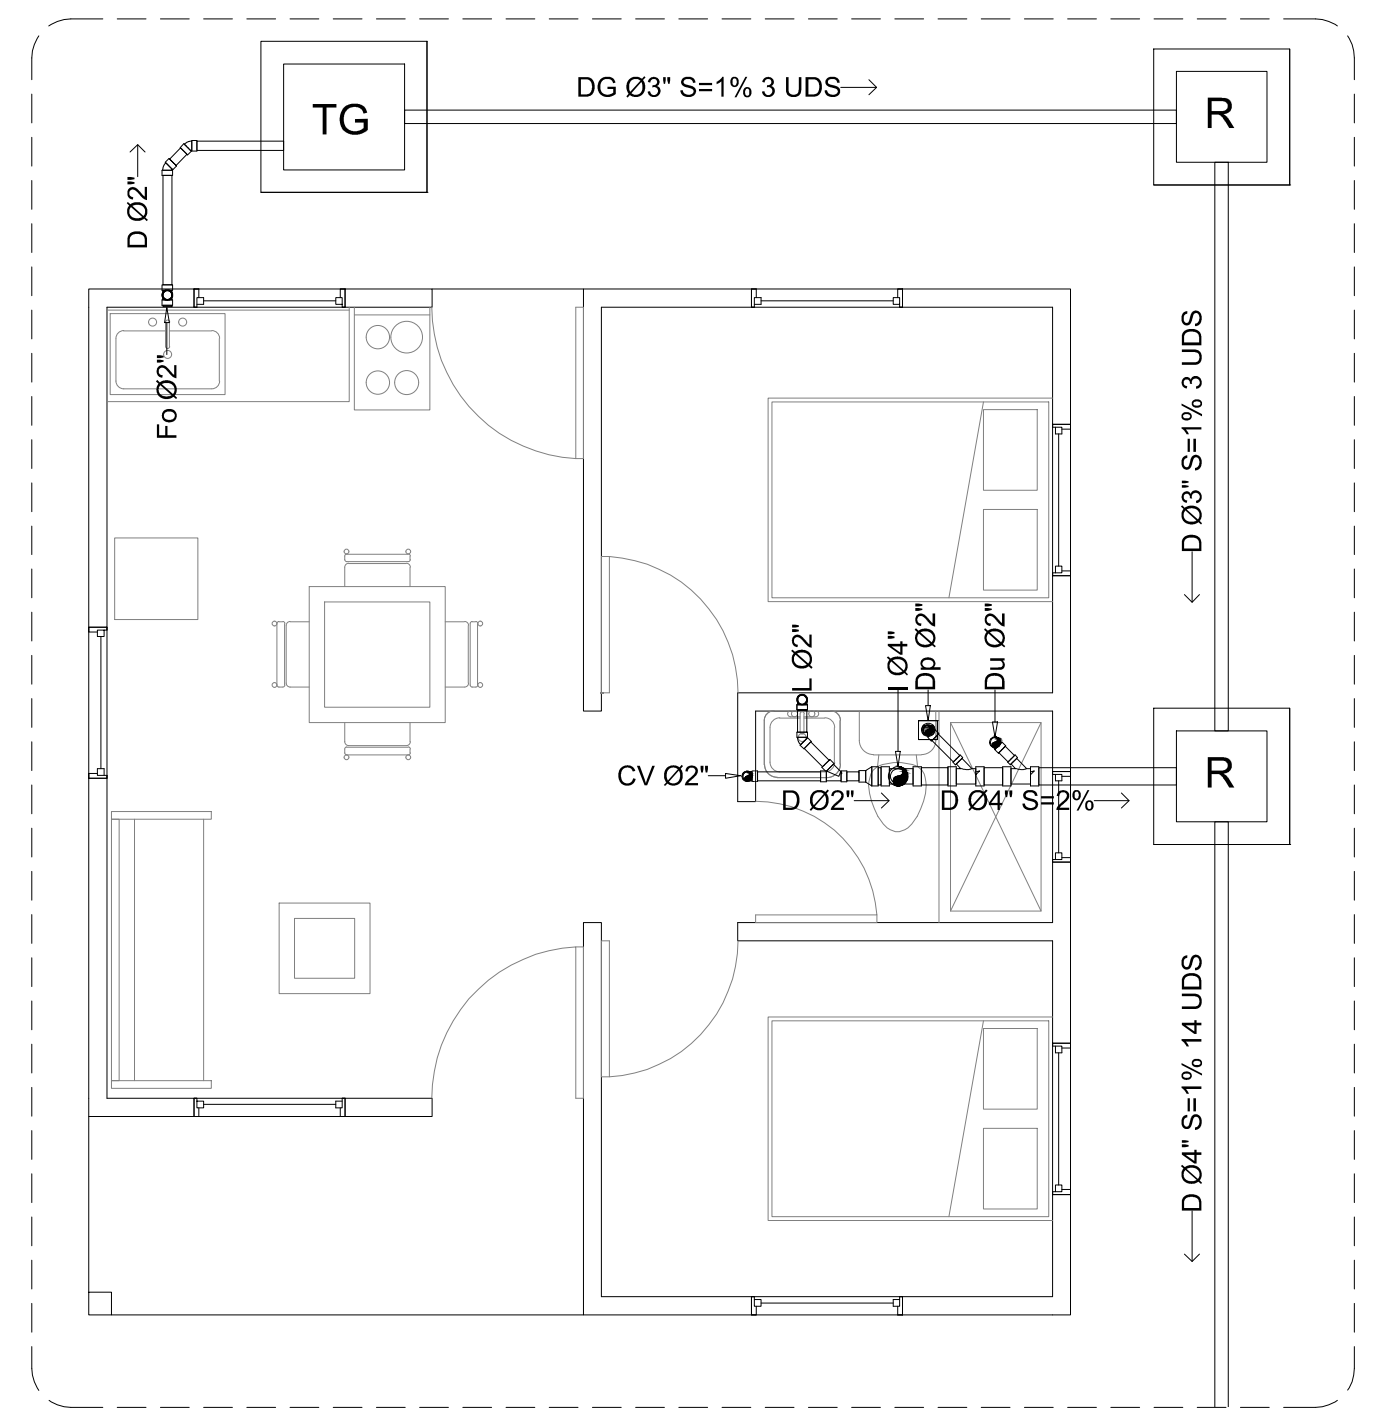 DG Ø3" S=1% 3 UDS
TG
R
D Ø2"
Fo Ø2"
D Ø3" S=1% 3 UDS
L Ø2"
I Ø4"
Dp Ø2"
Du Ø2"
CV Ø2"
D Ø2"
D Ø4" S=2%
R
D Ø4" S=1% 14 UDS